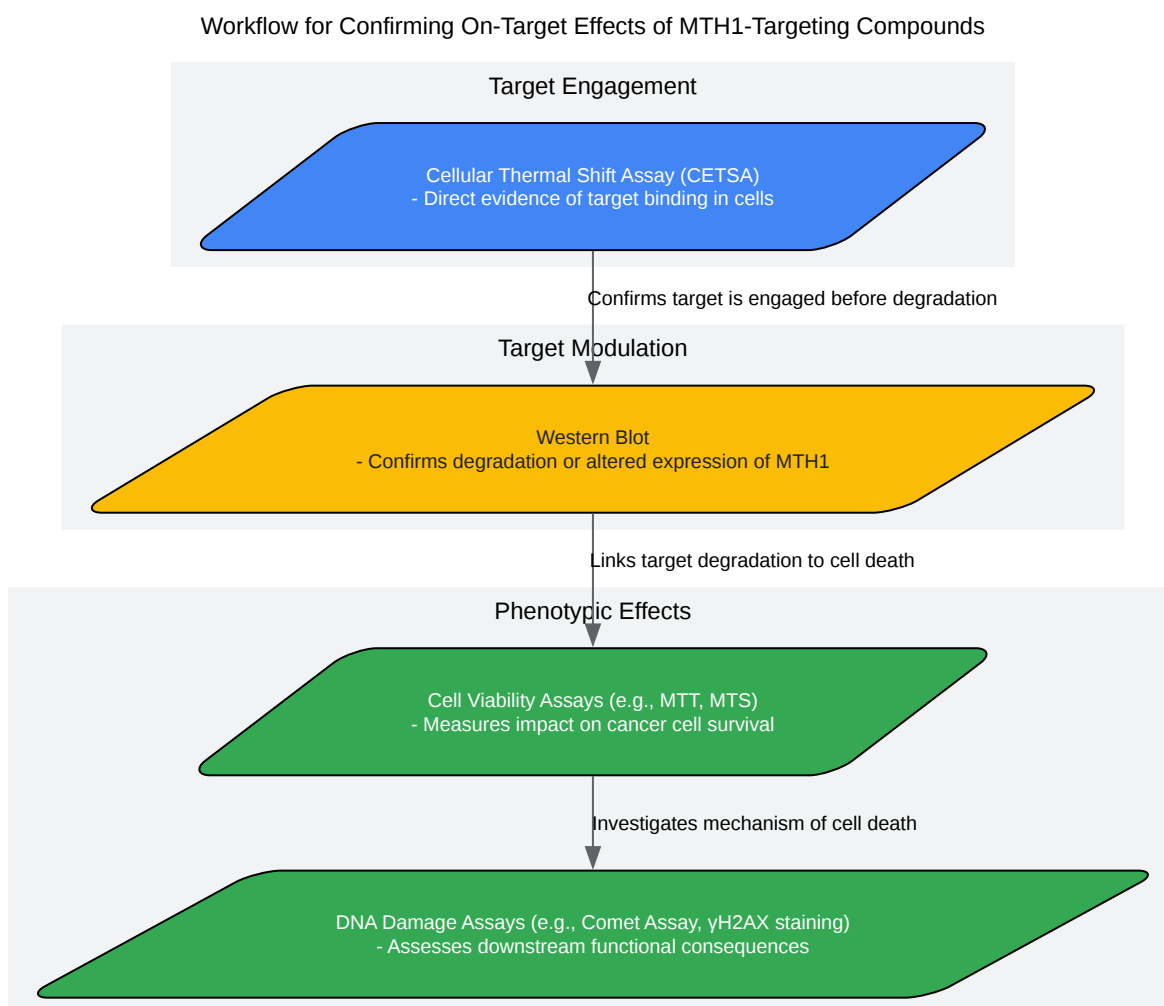 Workflow for Confirming On-Target Effects of MTH1-Targeting Compounds
Target Engagement
Cellular Thermal Shift Assay (CETSA)
- Direct evidence of target binding in cells
Confirms target is engaged before degradation
Target Modulation
Western Blot
- Confirms degradation or altered expression of MTH1
Links target degradation to cell death
Phenotypic Effects
Cell Viability Assays (e.g., MTT, MTS)
- Measures impact on cancer cell survival
Investigates mechanism of cell death
DNA Damage Assays (e.g., Comet Assay, γH2AX staining)
- Assesses downstream functional consequences